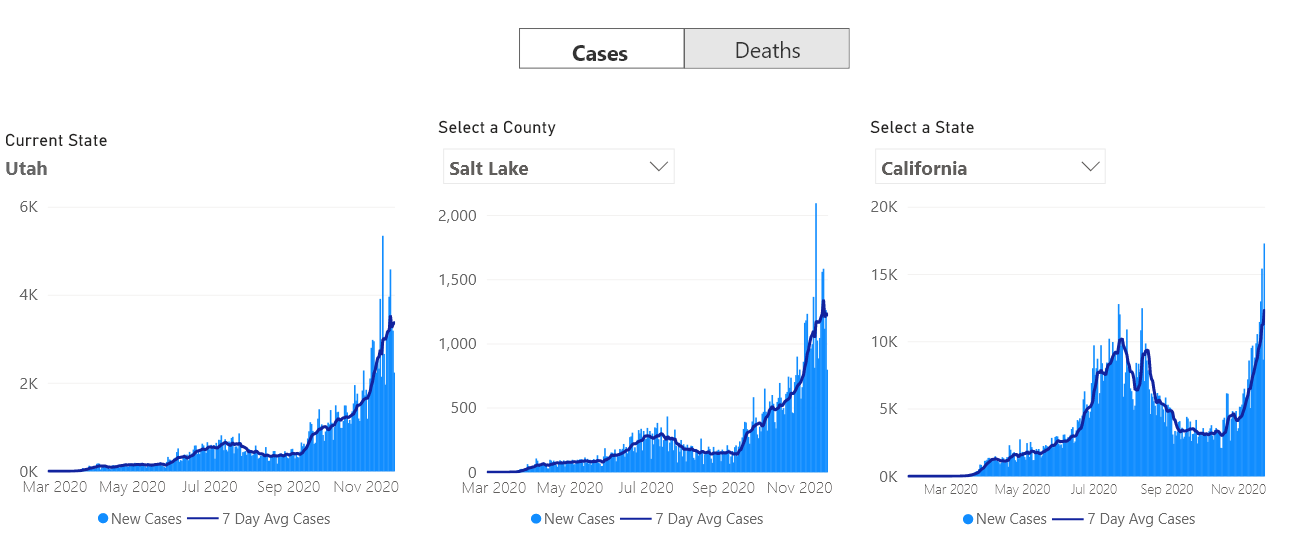 Cases Deaths
Current State
Utah
6K
4K
2K
0K
Mar 2020 May 2020 Jul 2020 Sep 2020 Nov 2020
New Cases 7 Day Avg Cases
Select a County
Salt Lake
2,000
1,500
1,000
500
0
Mar 2020 May 2020 Jul 2020 Sep 2020 Nov 2020
New Cases 7 Day Avg Cases
Select a State
California
20K
15K
10K
5K
0K
Mar 2020 May 2020 Jul 2020 Sep 2020 Nov 2020
New Cases 7 Day Avg Cases